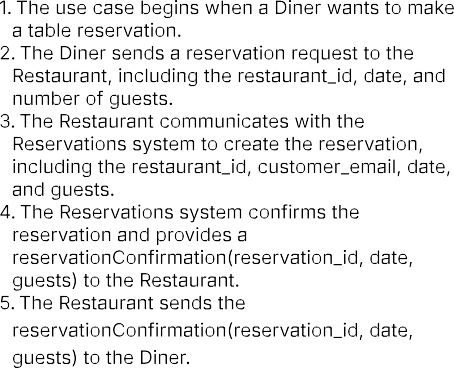 1. The use case begins when a Diner wants to make
a table reservation.
2. The Diner sends a reservation request to the
Restaurant, including the restaurant_id, date, and
number of guests.
3. The Restaurant communicates with the
Reservations system to create the reservation,
including the restaurant_id, customer_email, date,
and guests.
4. The Reservations system confirms the
reservation and provides a
reservationConfirmation(reservation_id, date,
guests) to the Restaurant.
5. The Restaurant sends the
reservationConfirmation(reservation_id, date,
guests) to the Diner.